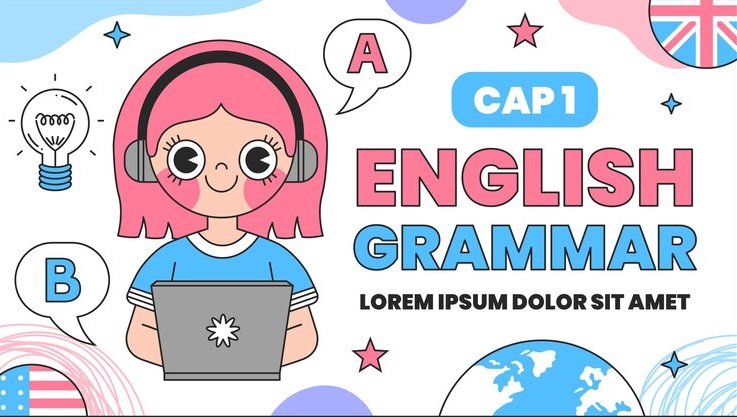 A
CAP 1
ENGLISH
GRAMMAR
B
LOREM IPSUM DOLOR SIT AMET